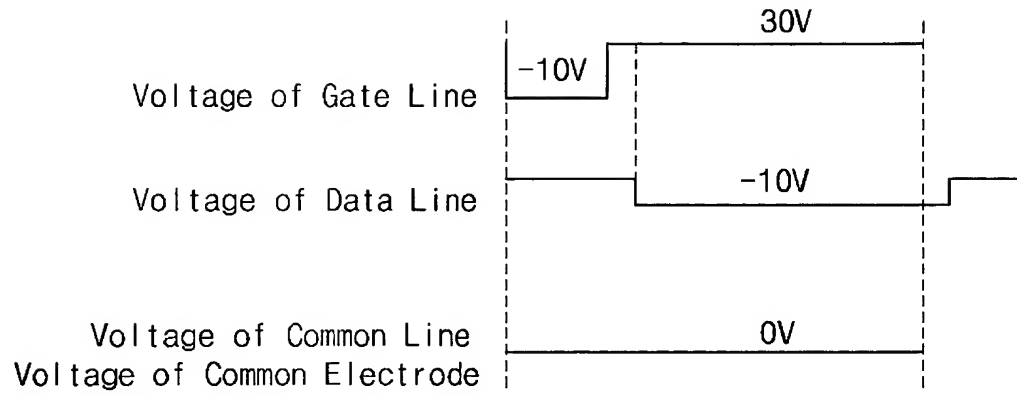 30V
-10V
Voltage of Gate Line
-10V
Voltage of Data Line
0V
Voltage of Common Line
Voltage of Common Electrode